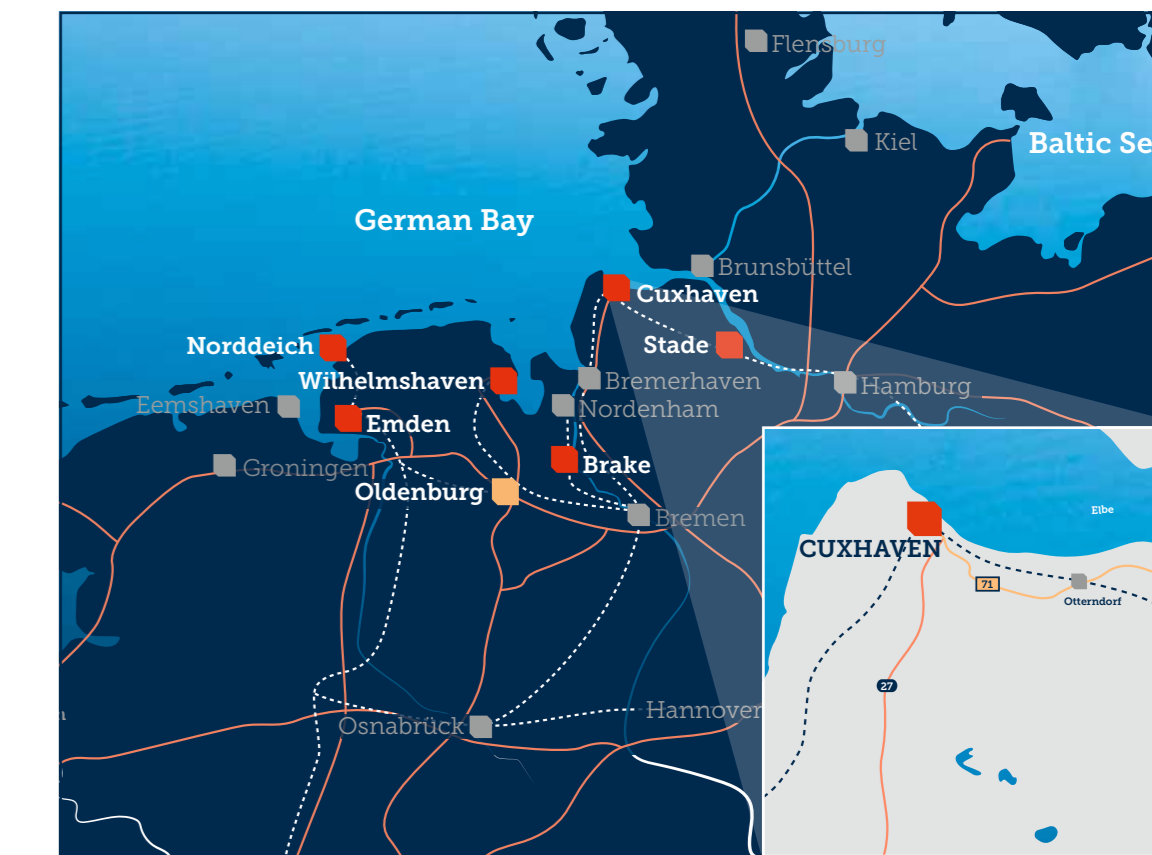 Flensburg
Kiel
Baltic Se
German Bay
Brunsbüttel
Cuxhaven
Norddeich
Stade
Wilhelmshaven
Bremerhaven
Hamburg
Eemshaven
Nordenham
Emden
Groningen
Brake
Oldenburg
Bremen
Elbe
CUXHAVEN
71
Otterndorf
27
Hannover
Osnabrück